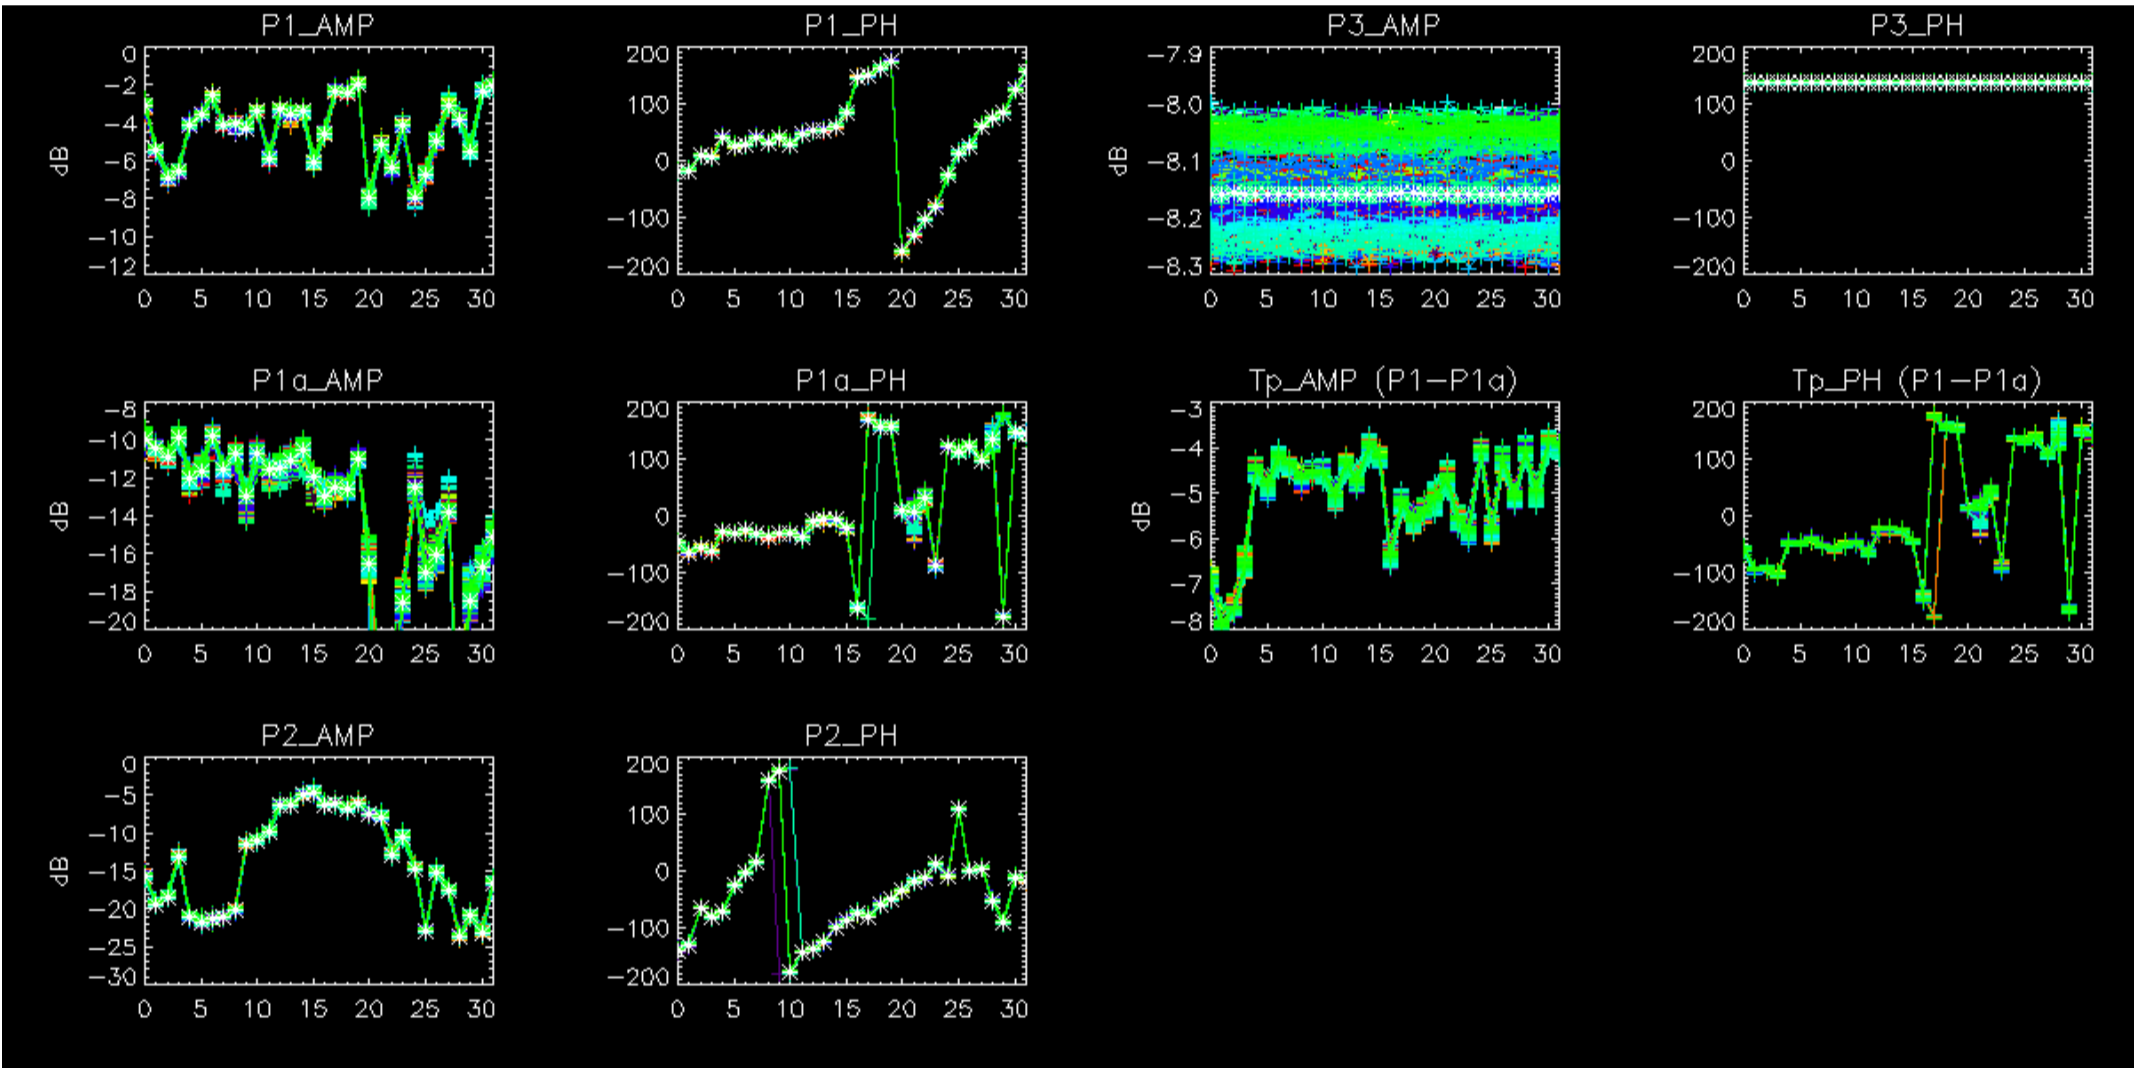 P1_AMP
P1_PH
P3_AMP
P3_PH
dB
0
−2
−4
−6
−8
−10
−12
0 5 10 15 20 25 30
200
100
0
−100
−200
0 5 10 15 20 25 30
dB
−7.9
−8.0
−8.1
−8.2
−8.3
0 5 10 15 20 25 30
200
100
0
−100
−200
0 5 10 15 20 25 30
P1a_AMP
P1a_PH
Tp_AMP (P1−P1a)
Tp_PH (P1−P1a)
dB
−8
−10
−12
−14
−16
−18
−20
0 5 10 15 20 25 30
200
100
0
−100
−200
0 5 10 15 20 25 30
dB
−3
−4
−5
−6
−7
−8
0 5 10 15 20 25 30
200
100
0
−100
−200
0 5 10 15 20 25 30
P2_AMP
P2_PH
dB
0
−5
−10
−15
−20
−25
−30
0 5 10 15 20 25 30
200
100
0
−100
−200
0 5 10 15 20 25 30